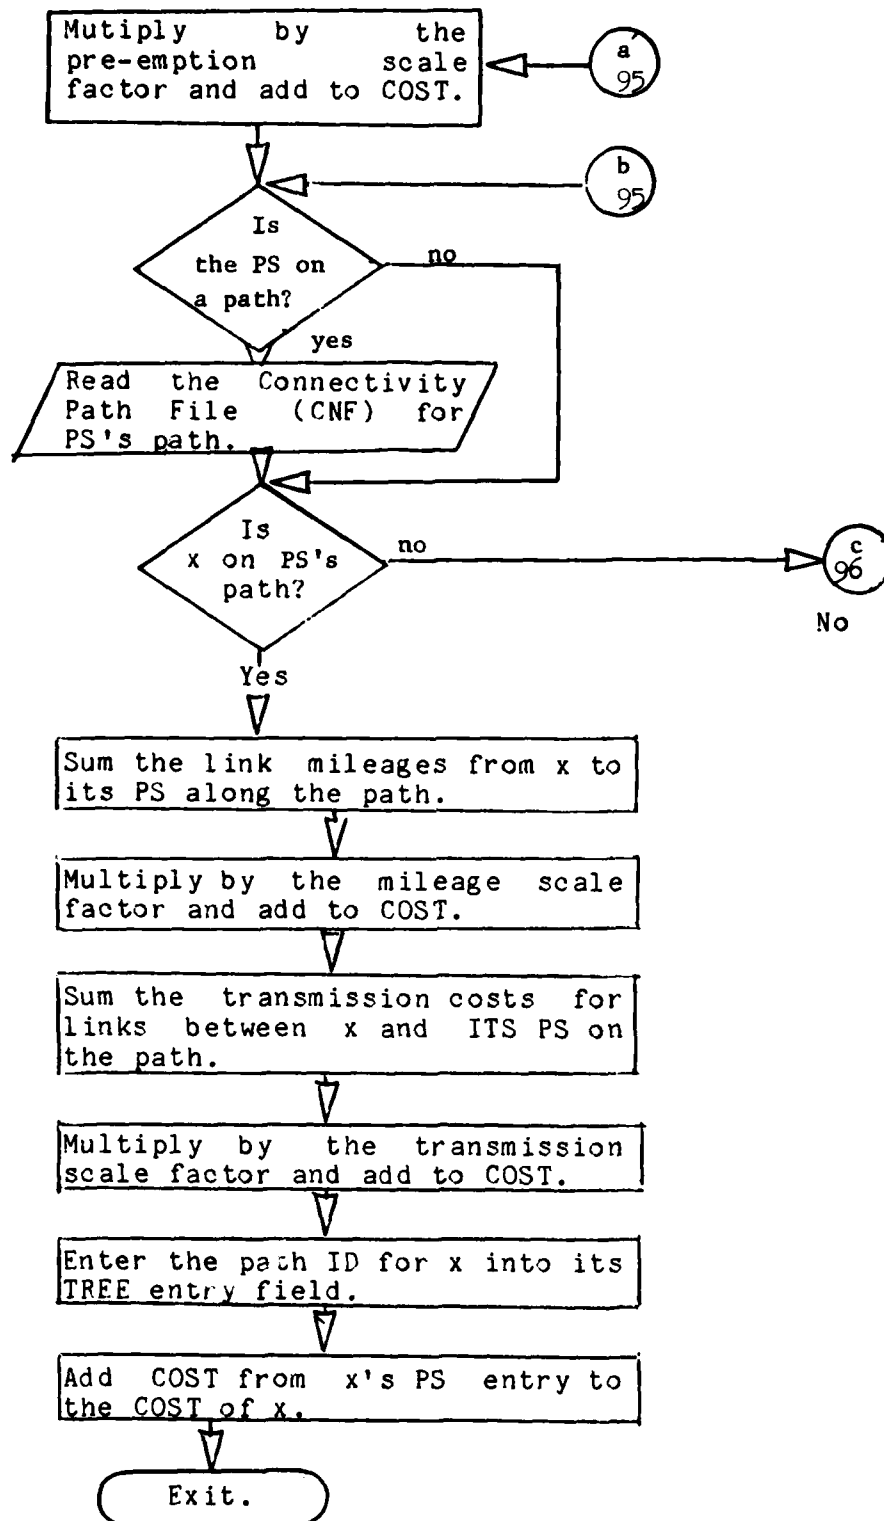 Mutiply by the
pre-emption scale
factor and add to COST.
a
95
b
95
Is
the PS on
a path?
no
yes
Read the Connectivity
Path File (CNF) for
PS's path.
Is
x on PS's
path?
no
c
96
No
Yes
Sum the link mileages from x to
its PS along the path.
Multiply by the mileage scale
factor and add to COST.
Sum the transmission costs for
links between x and ITS PS on
the path.
Multiply by the transmission
scale factor and add to COST.
Enter the path ID for x into its
TREE entry field.
Add COST from x's PS entry to
the COST of x.
Exit.